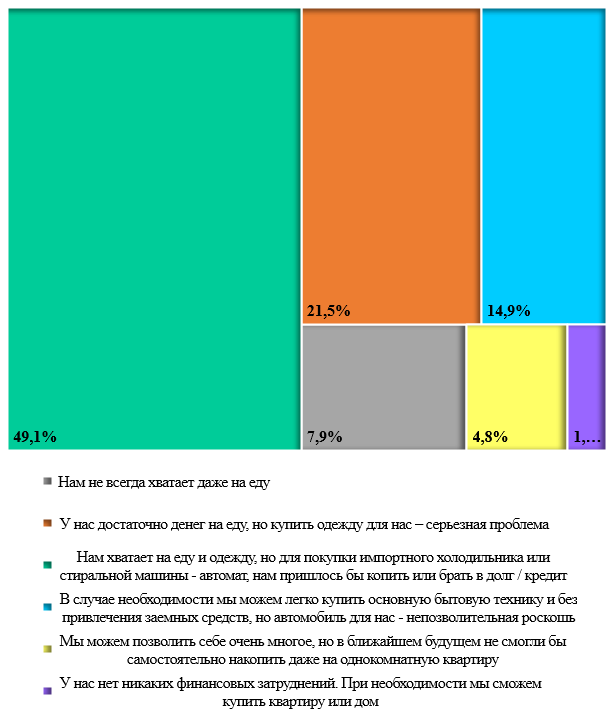 21,5%
14,9%
49,1%
7,9%
4,8%
1,…
Нам не всегда хватает даже на еду
У нас достаточно денег на еду, но купить одежду для нас – серьезная проблема
Нам хватает на еду и одежду, но для покупки импортного холодильника или
стиральной машины - автомат, нам пришлось бы копить или брать в долг / кредит
В случае необходимости мы можем легко купить основную бытовую технику и без
привлечения заемных средств, но автомобиль для нас - непозволительная роскошь
Мы можем позволить себе очень многое, но в ближайшем будущем не смогли бы
самостоятельно накопить даже на однокомнатную квартиру
У нас нет никаких финансовых затруднений. При необходимости мы сможем
купить квартиру или дом